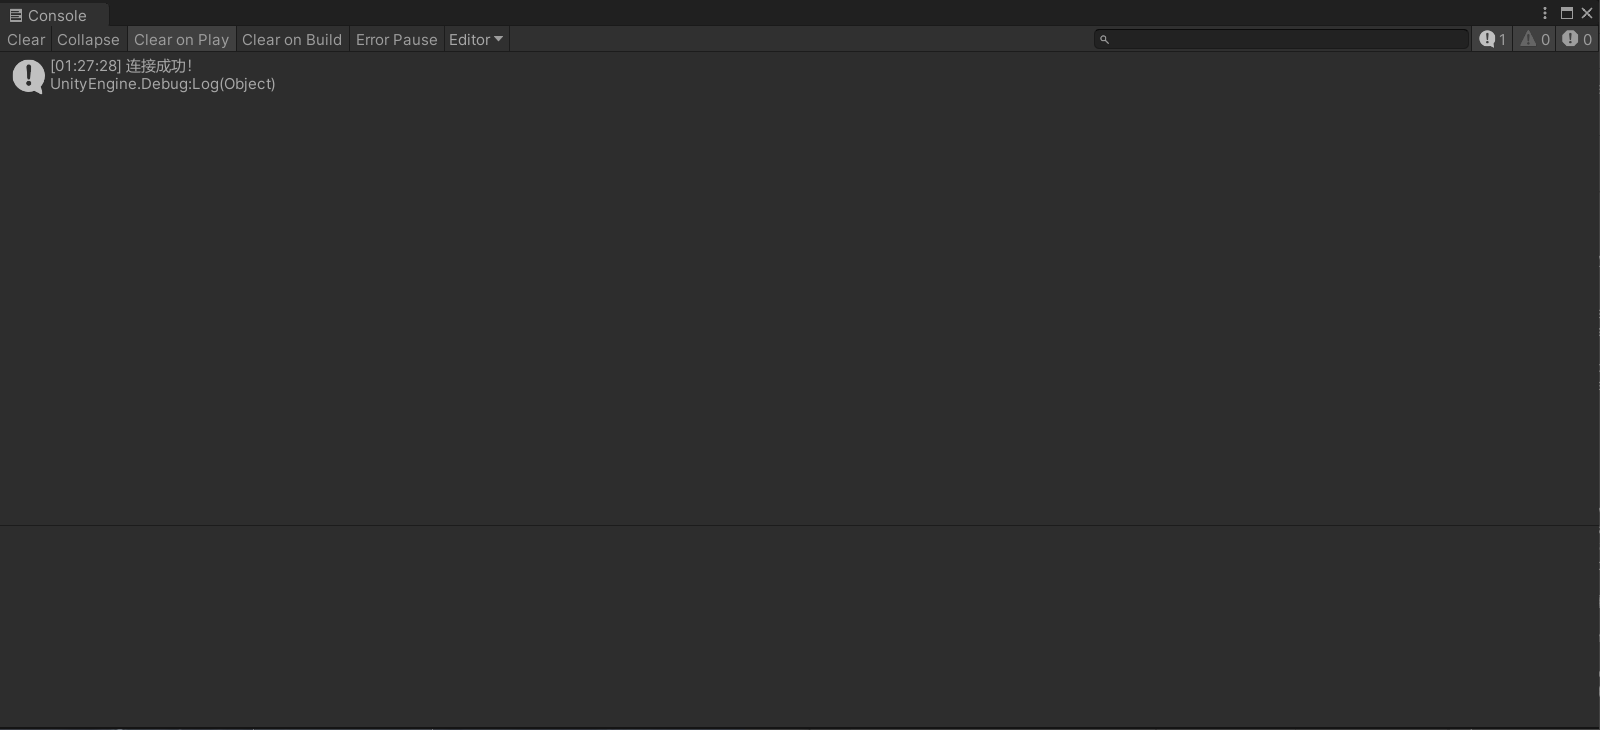 Console
Clear Collapse Clear on Play Clear on Build Error Pause Editor 1 0 0
[01:27:28] 连接成功!
UnityEngine.Debug:Log(Object)